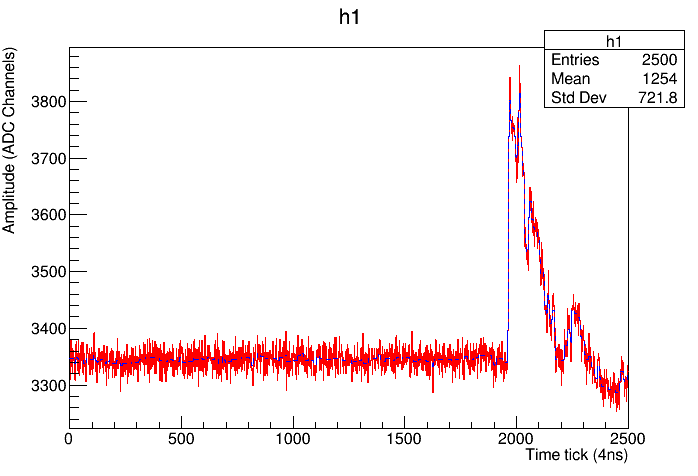 h1
h1
Entries 2500
Mean 1254
Std Dev 721.8
Amplitude (ADC Channels)
3800
3700
3600
3500
3400
3300
0 500 1000 1500 2000 2500
Time tick (4ns)